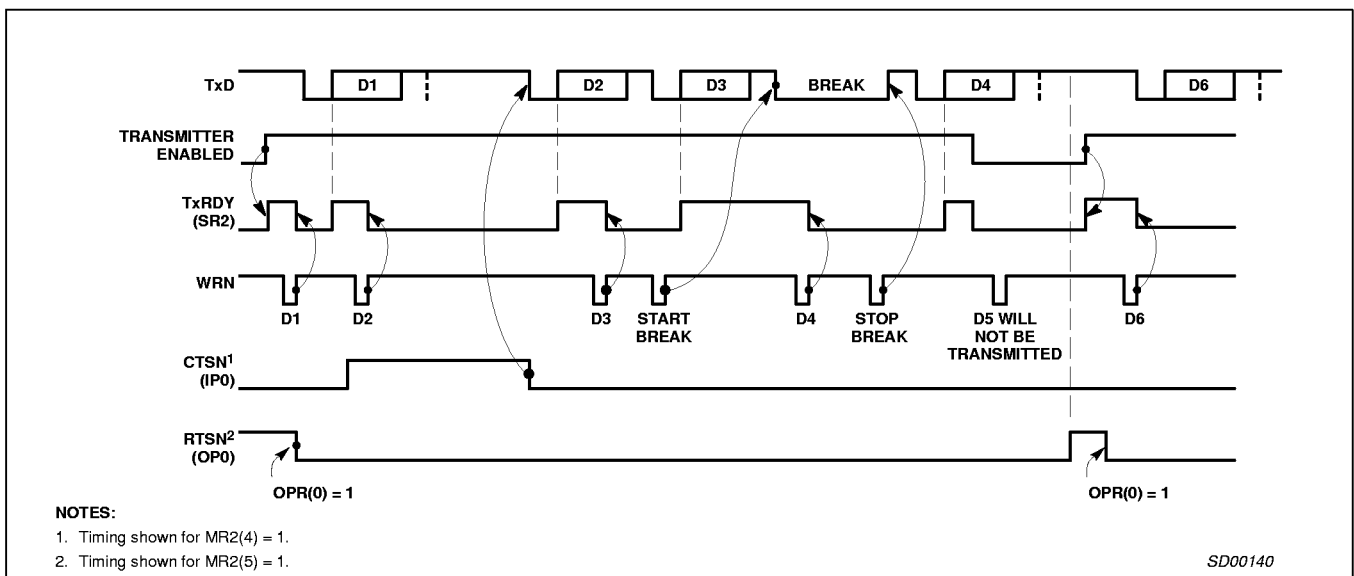 TxD
D1
D2
D3
BREAK
D4
D6
TRANSMITTER
ENABLED
TxRDY
(SR2)
WRN
D1
D2
D3
START
BREAK
D4
STOP
BREAK
D5 WILL
NOT BE
TRANSMITTED
D6
CTSN1
(IP0)
RTSN2
(OP0)
OPR(0) = 1
OPR(0) = 1
NOTES:
1. Timing shown for MR2(4) = 1.
2. Timing shown for MR2(5) = 1.
SD00140